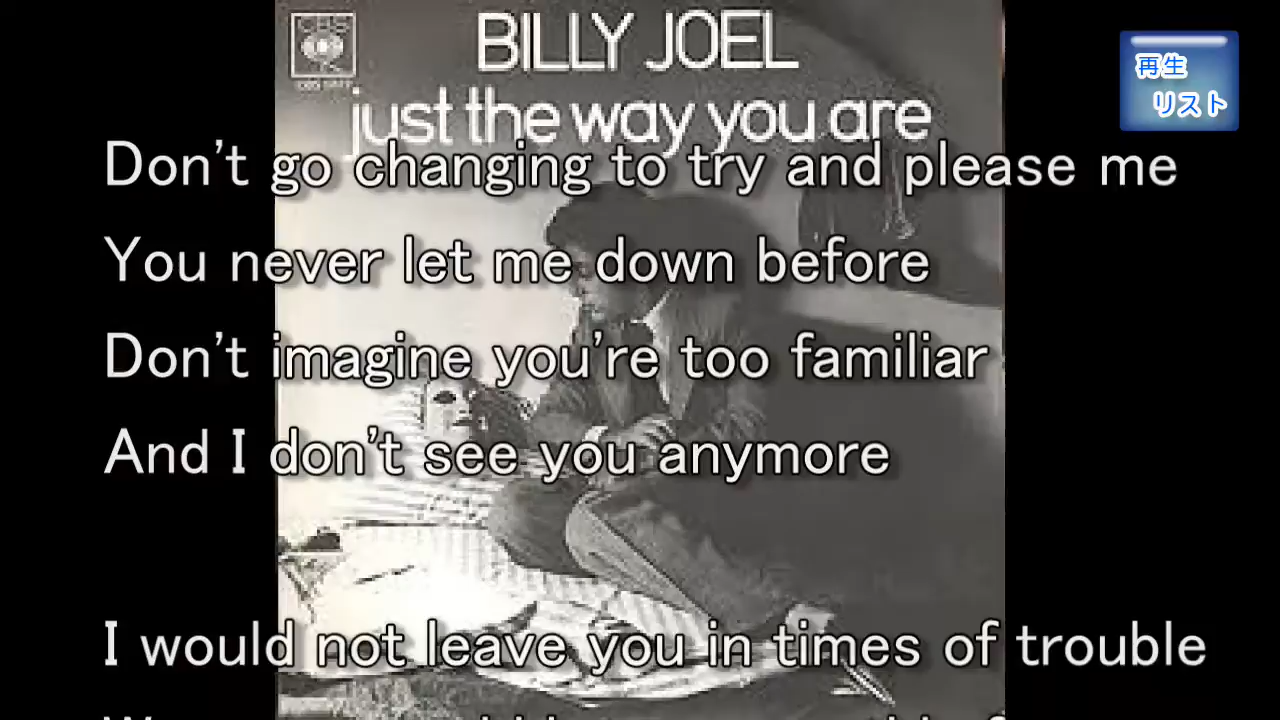 CBS
BILLY JOEL
just the way you are
再生
リスト
Don't go changing to try and please me
You never let me down before
Don't imagine you're too familiar
And I don't see you anymore
I would not leave you in times of trouble